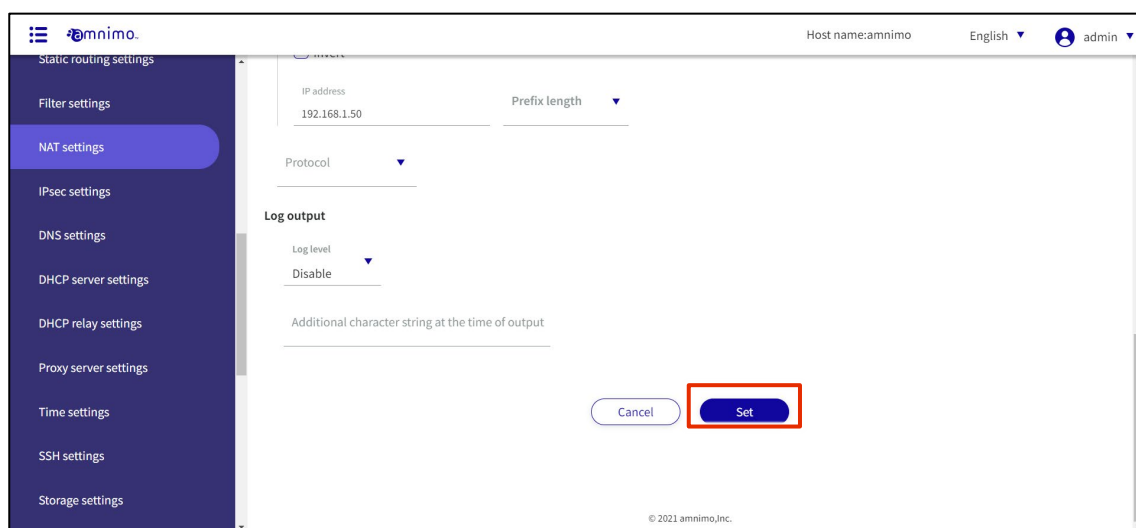 amnimo
Host name:amnimo
English
admin
Static routing settings
Filter settings
NAT settings
IPsec settings
DNS settings
DHCP server settings
DHCP relay settings
Proxy server settings
Time settings
SSH settings
Storage settings
Invert
IP address
192.168.1.50
Prefix length
Protocol
Log output
Log level
Disable
Additional character string at the time of output
Cancel
Set
© 2021 amnimo,Inc.